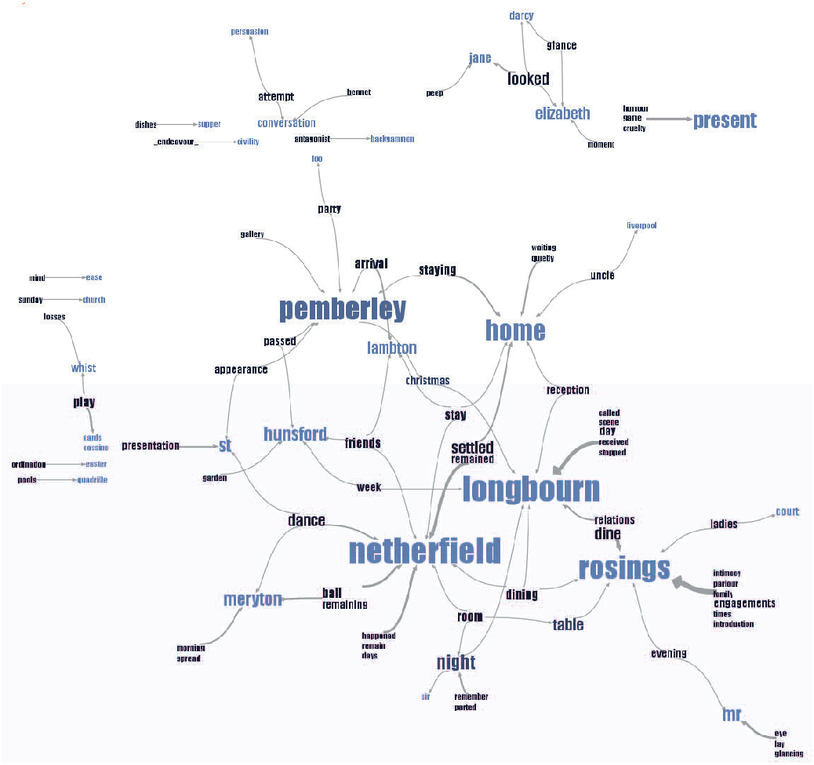 darcy
persuasion
glance
jane
looked
peep
bennet
attempt
elizabeth
humour
game
cruelty
present
conversation
dishes
supper
antagonist
backgammon
_endeavour_
civility
moment
loo
party
gallery
liverpool
waiting
quietly
arrival
staying
uncle
mind
ease
sunday
church
pemberley
losses
home
passed
lambton
whist
appearance
christmas
reception
play
stay
called
scene
day
received
stopped
cards
cassino
presentation
st
hunsford
friends
settled
remained
ordination
easter
garden
pools
quadrille
week
longbourn
dance
relations
dine
ladies
court
netherfield
rosings
intimacy
parlour
family
engagements
times
introduction
meryton
ball
remaining
dining
room
table
happened
remain
days
morning
spread
night
evening
sir
remember
parted
mr
eye
lay
glancing